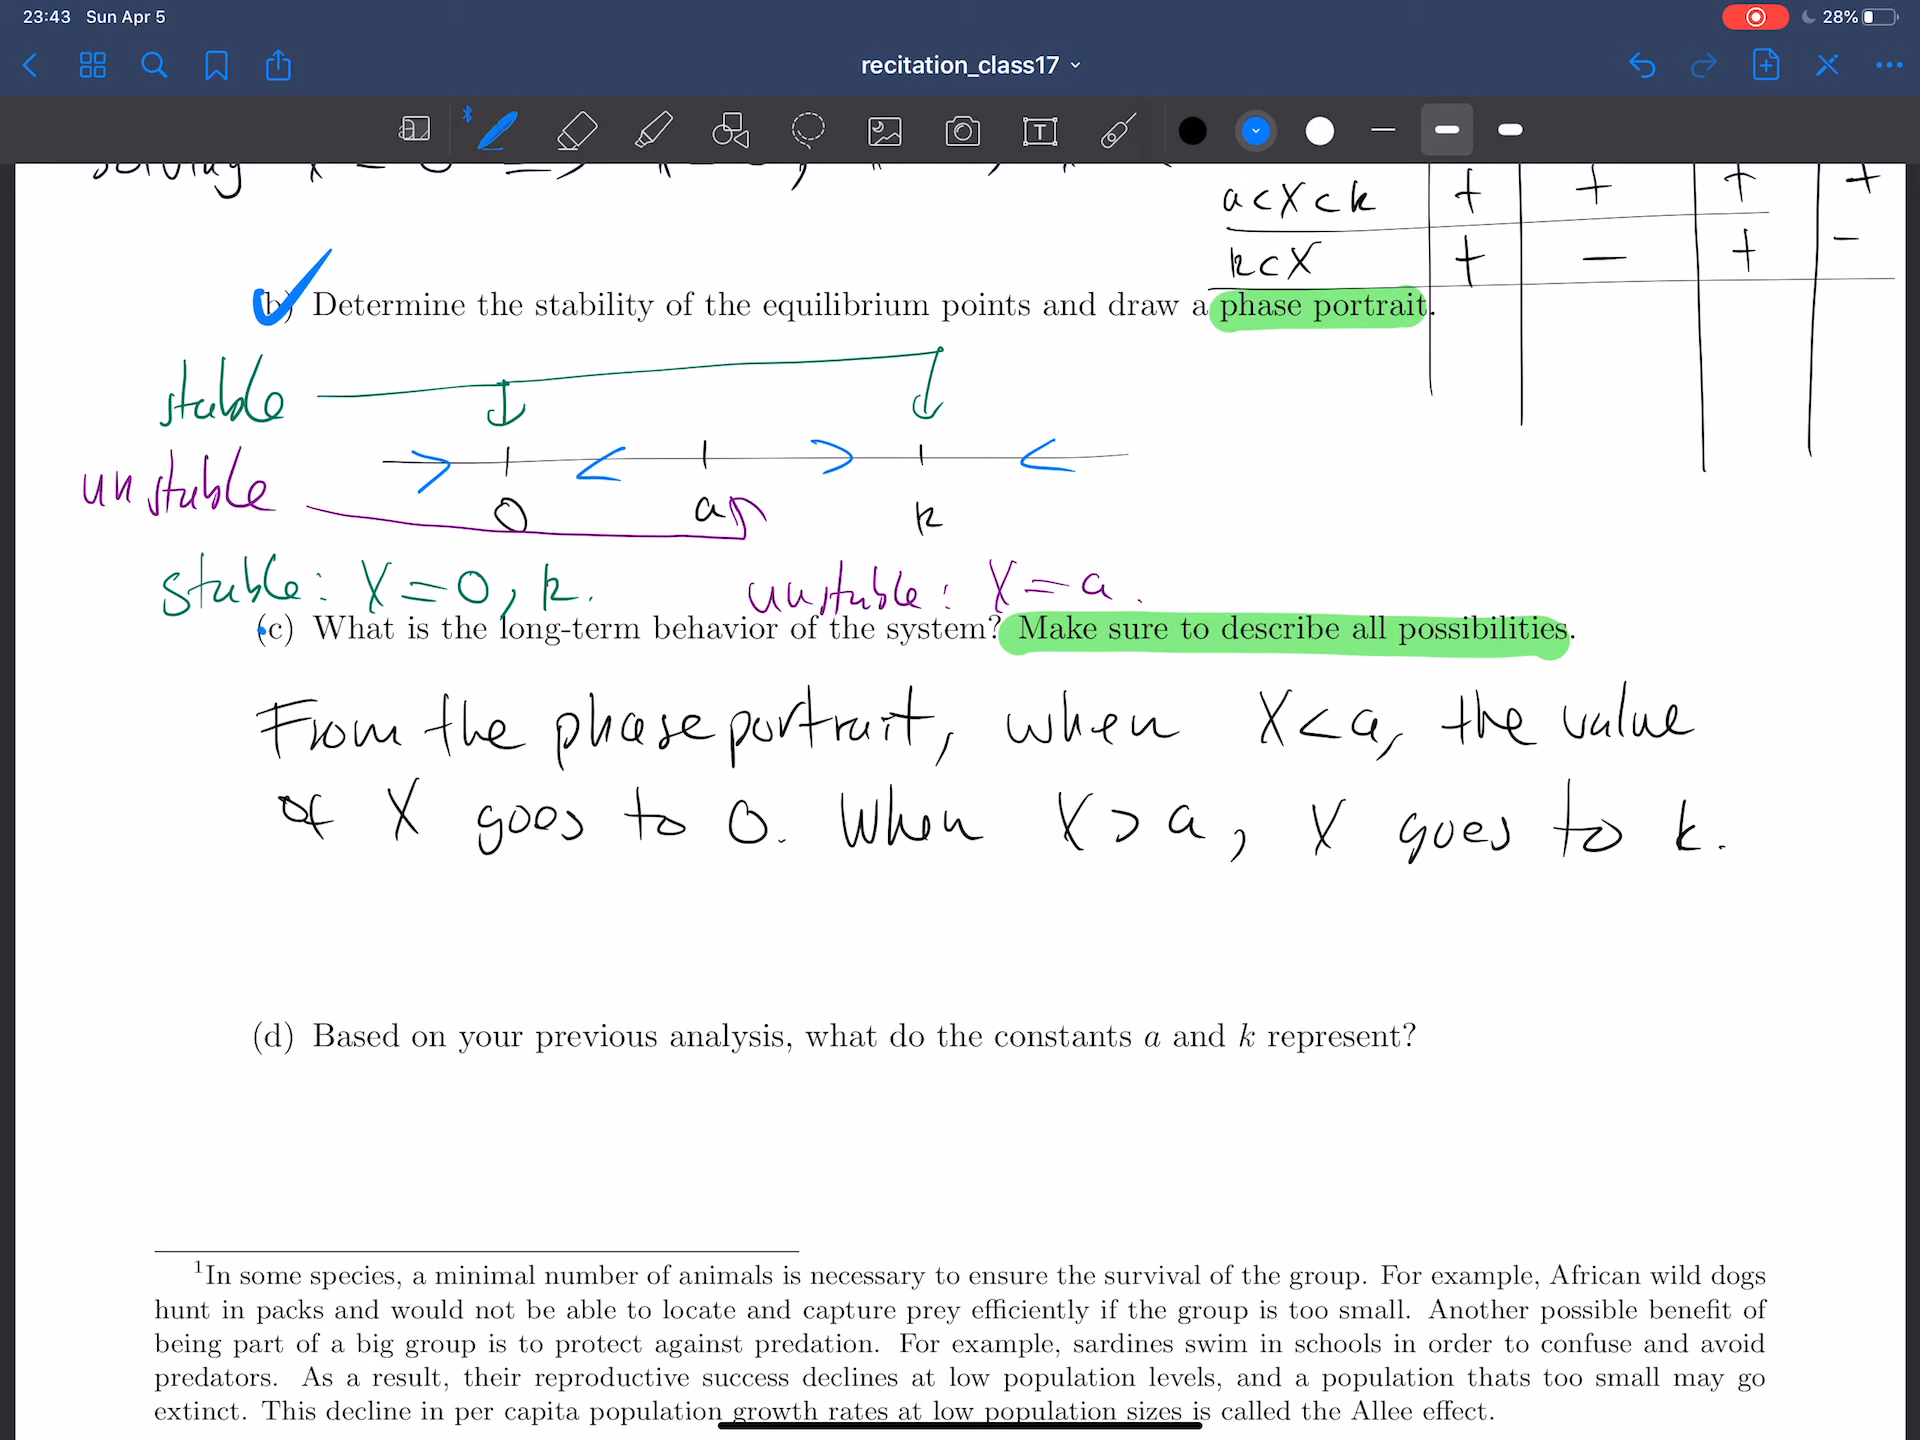 23:43 Sun Apr 5
28%
recitation_class17
solving
a<X<k + + + +
k<X + − + −
b) Determine the stability of the equilibrium points and draw a phase portrait.
stable
unstable
0 a k
stable: X=0, k. unstable: X=a.
(c) What is the long-term behavior of the system? Make sure to describe all possibilities.
From the phase portrait, when X<a, the value
of X goes to 0. When X>a, X goes to k.
(d) Based on your previous analysis, what do the constants a and k represent?
1In some species, a minimal number of animals is necessary to ensure the survival of the group. For example, African wild dogs
hunt in packs and would not be able to locate and capture prey efficiently if the group is too small. Another possible benefit of
being part of a big group is to protect against predation. For example, sardines swim in schools in order to confuse and avoid
predators. As a result, their reproductive success declines at low population levels, and a population thats too small may go
extinct. This decline in per capita population growth rates at low population sizes is called the Allee effect.